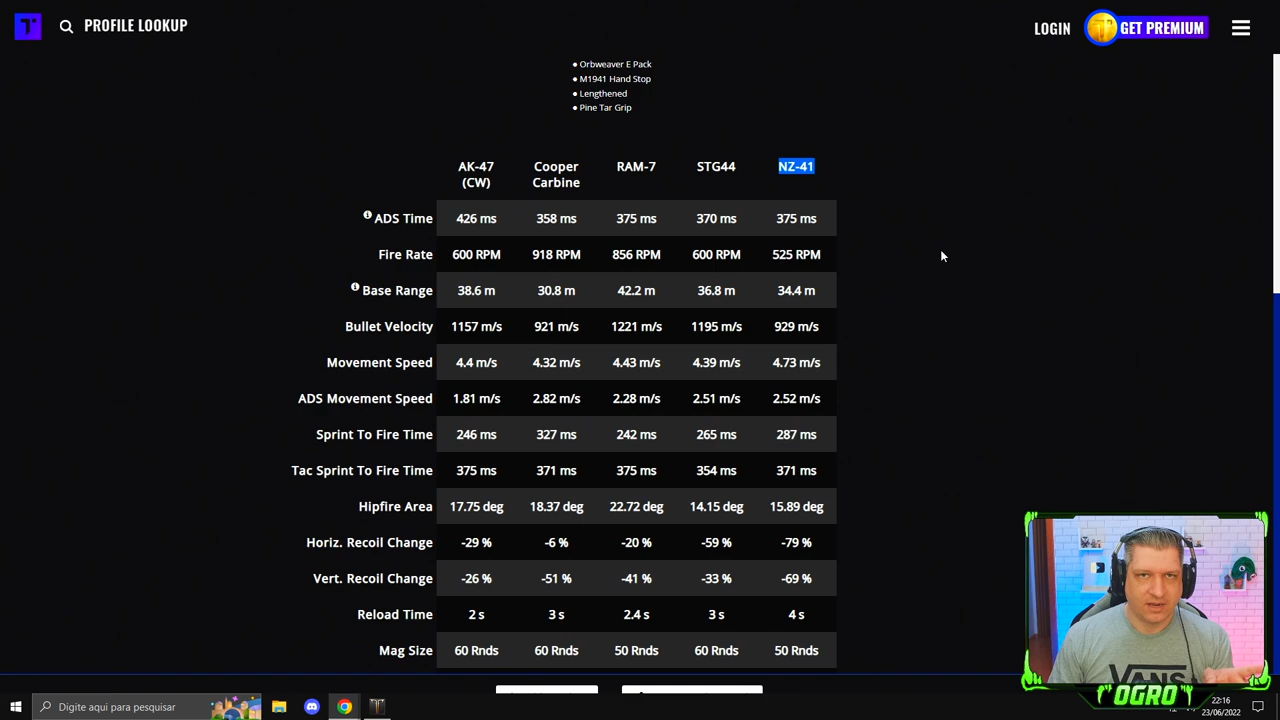 T PROFILE LOOKUP LOGIN GET PREMIUM
• Orbweaver E Pack
• M1941 Hand Stop
• Lengthened
• Pine Tar Grip
AK-47 (CW) Cooper Carbine RAM-7 STG44 NZ-41
ADS Time 426 ms 358 ms 375 ms 370 ms 375 ms
Fire Rate 600 RPM 918 RPM 856 RPM 600 RPM 525 RPM
Base Range 38.6 m 30.8 m 42.2 m 36.8 m 34.4 m
Bullet Velocity 1157 m/s 921 m/s 1221 m/s 1195 m/s 929 m/s
Movement Speed 4.4 m/s 4.32 m/s 4.43 m/s 4.39 m/s 4.73 m/s
ADS Movement Speed 1.81 m/s 2.82 m/s 2.28 m/s 2.51 m/s 2.52 m/s
Sprint To Fire Time 246 ms 327 ms 242 ms 265 ms 287 ms
Tac Sprint To Fire Time 375 ms 371 ms 375 ms 354 ms 371 ms
Hipfire Area 17.75 deg 18.37 deg 22.72 deg 14.15 deg 15.89 deg
Horiz. Recoil Change -29 % -6 % -20 % -59 % -79 %
Vert. Recoil Change -26 % -51 % -41 % -33 % -69 %
Reload Time 2 s 3 s 2.4 s 3 s 4 s
Mag Size 60 Rnds 60 Rnds 50 Rnds 60 Rnds 50 Rnds
VANS
OGRO
Digite aqui para pesquisar
22:16
23/06/2022